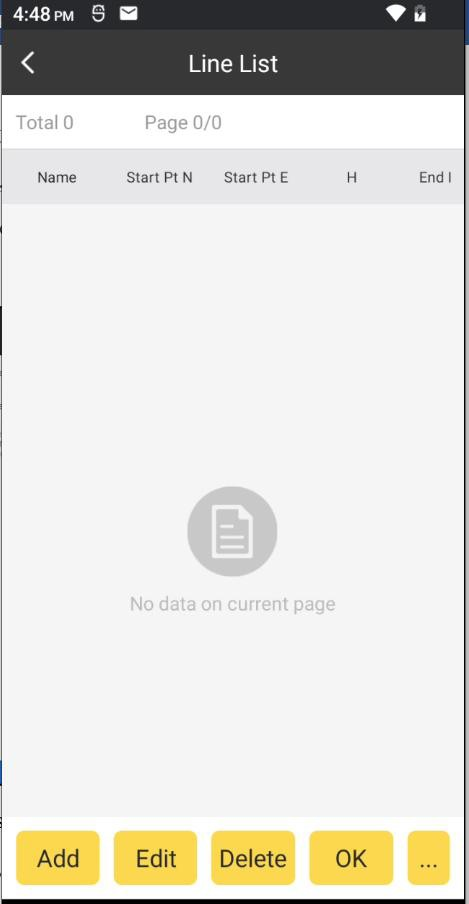 4:48 PM
Line List
Total 0 Page 0/0
Name Start Pt N Start Pt E H End
No data on current page
Add Edit Delete OK ...